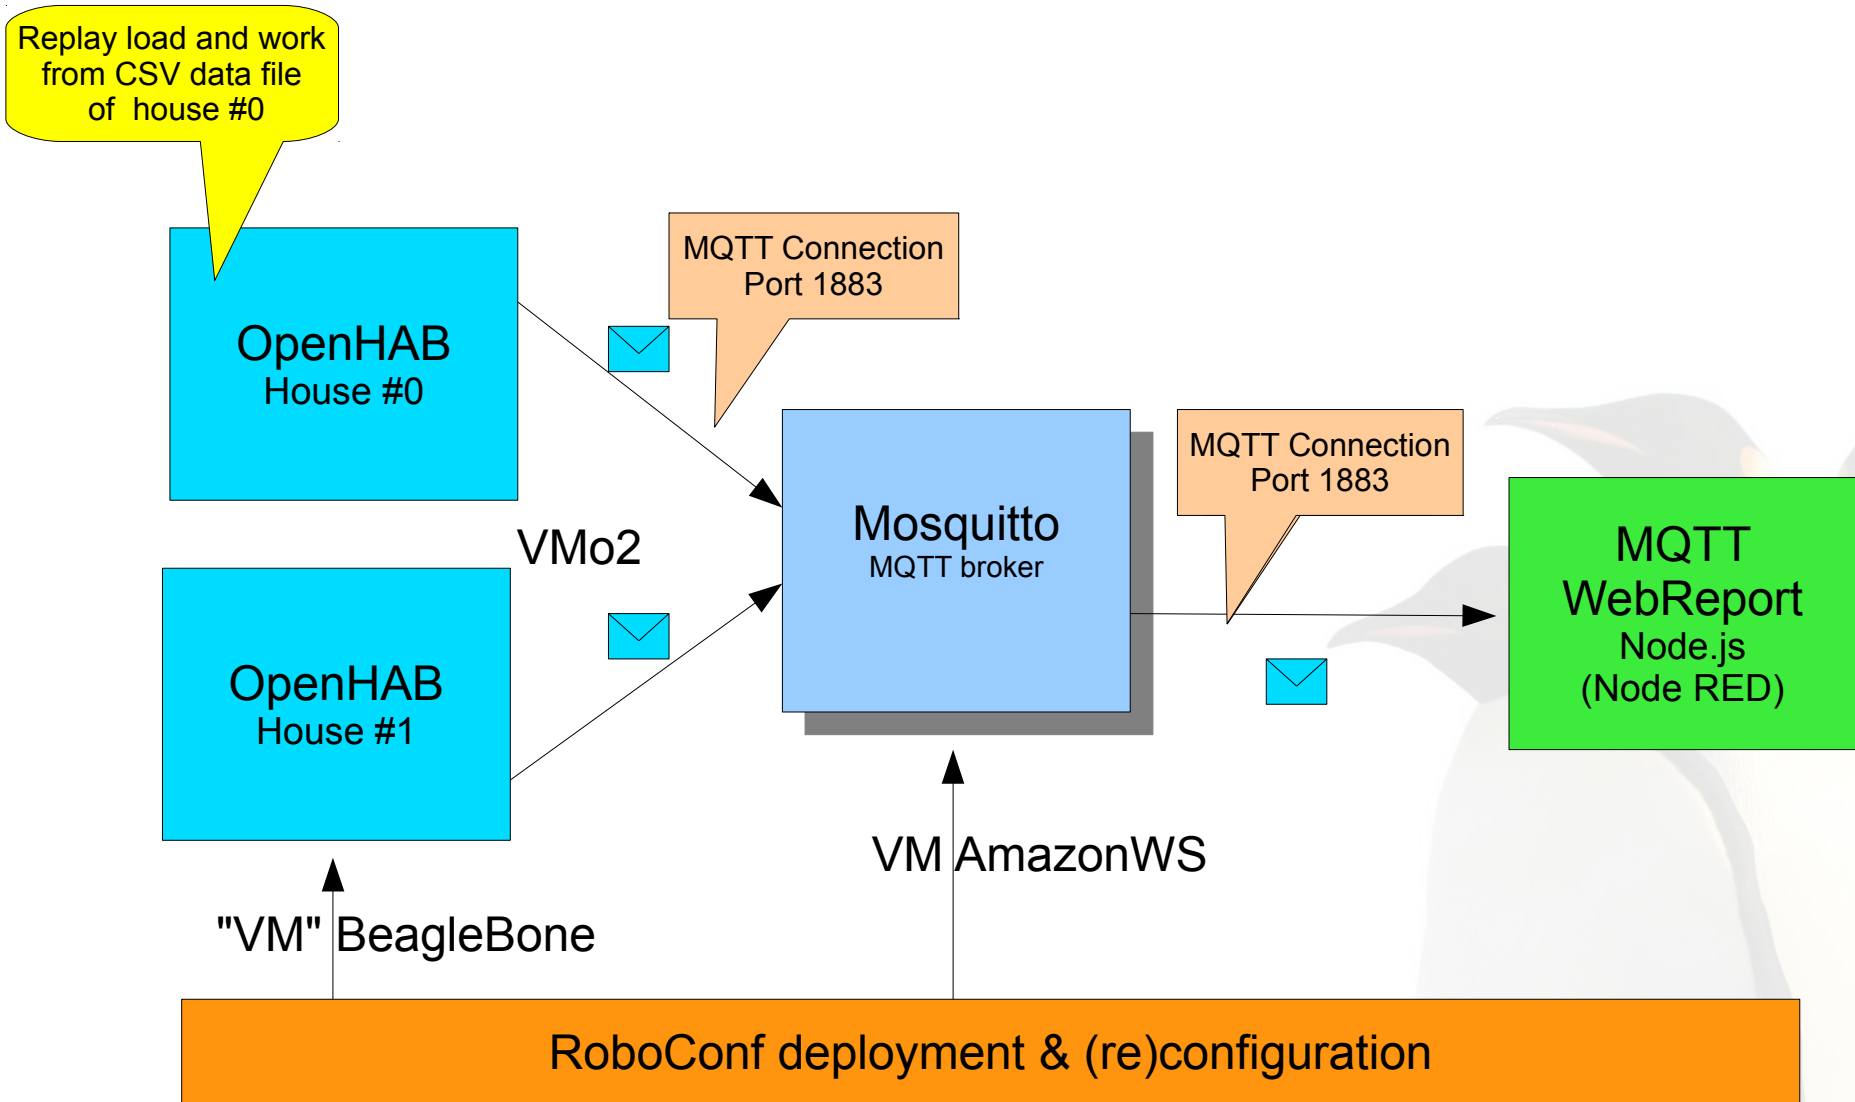 Replay load and work
from CSV data file
of house #0
MQTT Connection
Port 1883
OpenHAB
House #0
MQTT Connection
Port 1883
Mosquitto
MQTT broker
VMo2
MQTT
WebReport
Node.js
(Node RED)
OpenHAB
House #1
VM AmazonWS
"VM" BeagleBone
RoboConf deployment & (re)configuration